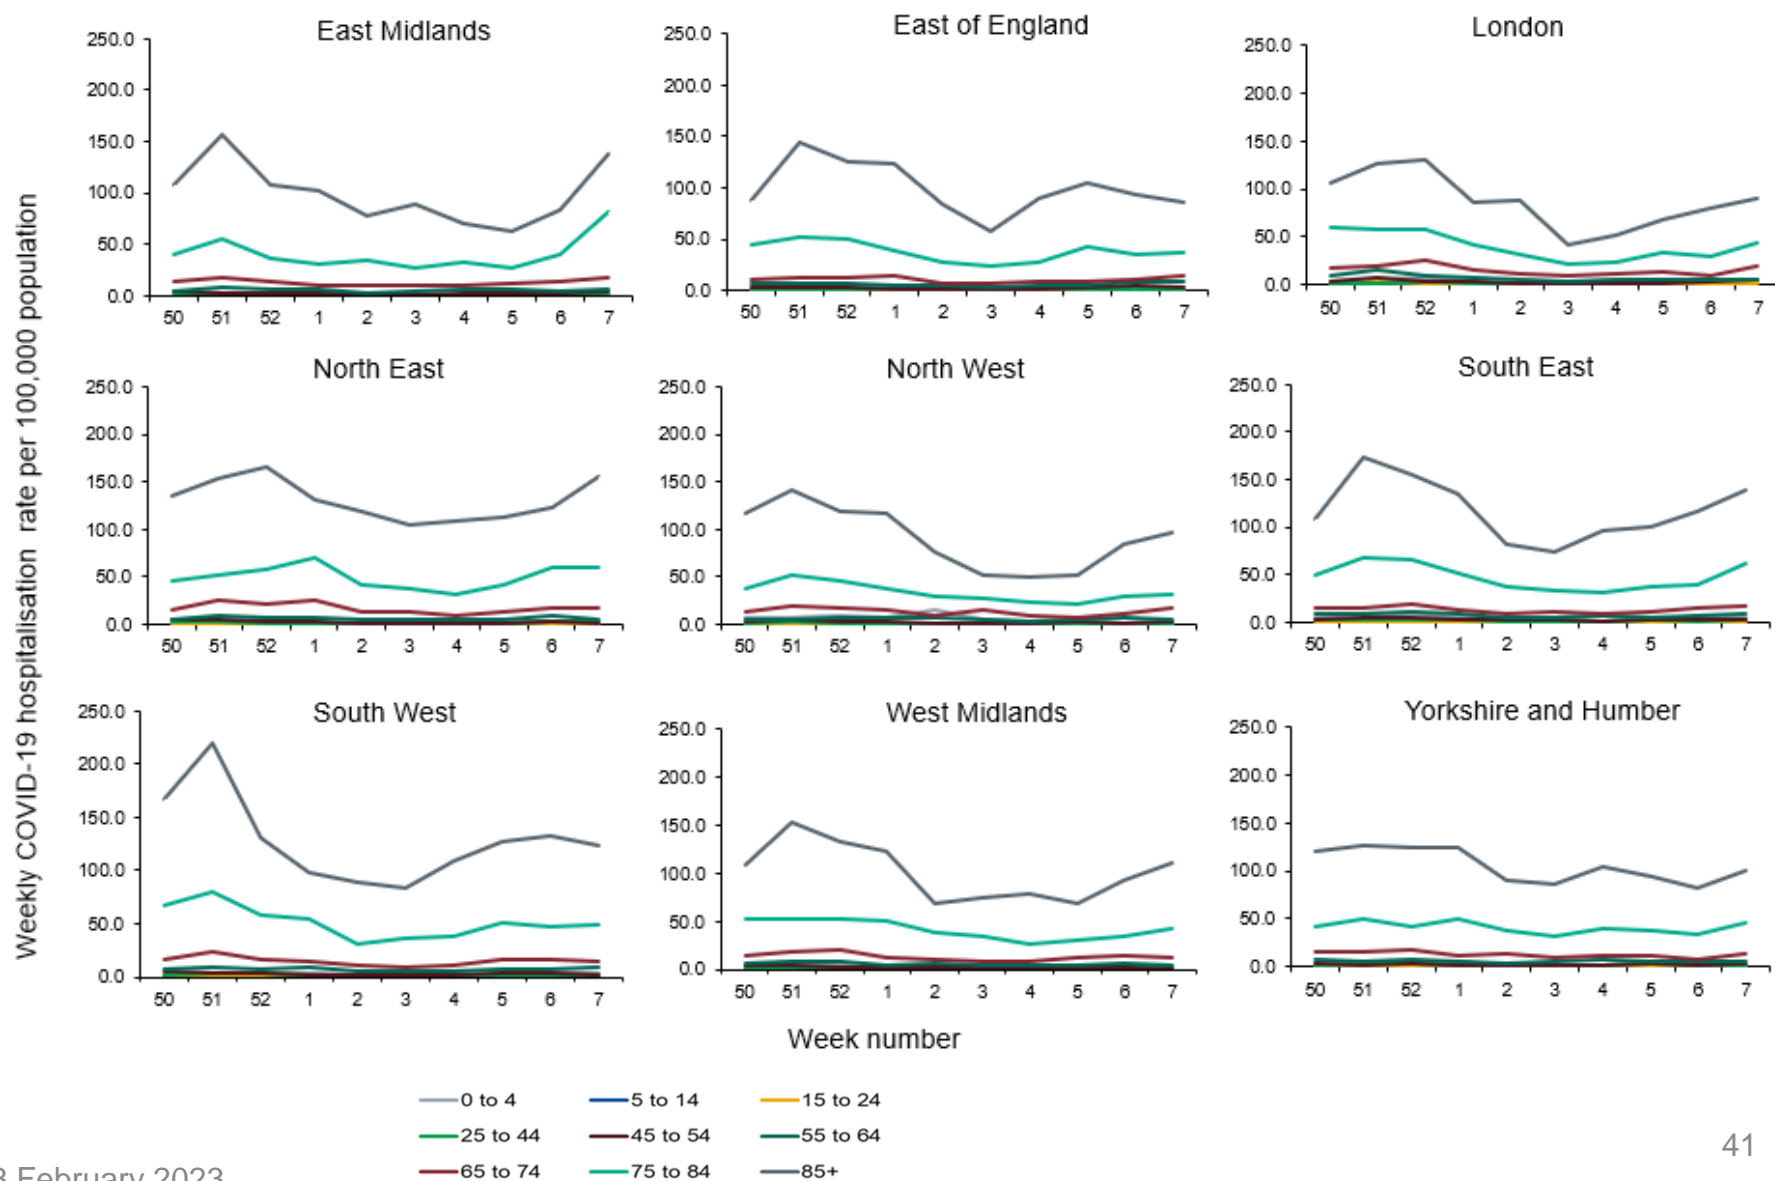 East Midlands
250.0
200.0
150.0
100.0
50.0
0.0
50 51 52 1 2 3 4 5 6 7
East of England
250.0
200.0
150.0
100.0
50.0
0.0
50 51 52 1 2 3 4 5 6 7
London
250.0
200.0
150.0
100.0
50.0
0.0
50 51 52 1 2 3 4 5 6 7
Weekly COVID-19 hospitalisation rate per 100,000 population
North East
250.0
200.0
150.0
100.0
50.0
0.0
50 51 52 1 2 3 4 5 6 7
North West
250.0
200.0
150.0
100.0
50.0
0.0
50 51 52 1 2 3 4 5 6 7
South East
250.0
200.0
150.0
100.0
50.0
0.0
50 51 52 1 2 3 4 5 6 7
South West
250.0
200.0
150.0
100.0
50.0
0.0
50 51 52 1 2 3 4 5 6 7
West Midlands
250.0
200.0
150.0
100.0
50.0
0.0
50 51 52 1 2 3 4 5 6 7
Yorkshire and Humber
250.0
200.0
150.0
100.0
50.0
0.0
50 51 52 1 2 3 4 5 6 7
Week number
0 to 4 5 to 14 15 to 24
25 to 44 45 to 54 55 to 64
65 to 74 75 to 84 85+
41
3 February 2023